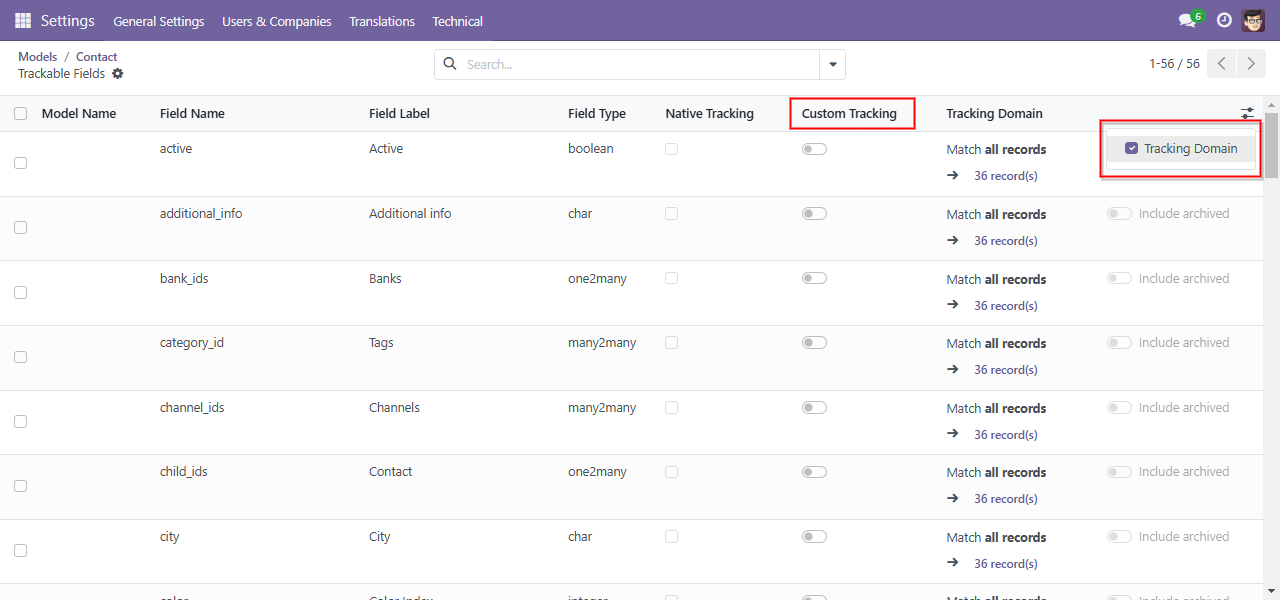 Settings General Settings Users & Companies Translations Technical 6
Models / Contact
Trackable Fields
Search...
1-56 / 56
Model Name Field Name Field Label Field Type Native Tracking Custom Tracking Tracking Domain
Tracking Domain
active Active boolean Match all records
36 record(s)
additional_info Additional info char Match all records Include archived
36 record(s)
bank_ids Banks one2many Match all records Include archived
36 record(s)
category_id Tags many2many Match all records Include archived
36 record(s)
channel_ids Channels many2many Match all records Include archived
36 record(s)
child_ids Contact one2many Match all records Include archived
36 record(s)
city City char Match all records Include archived
36 record(s)
color Color Index integer Match all records Include archived